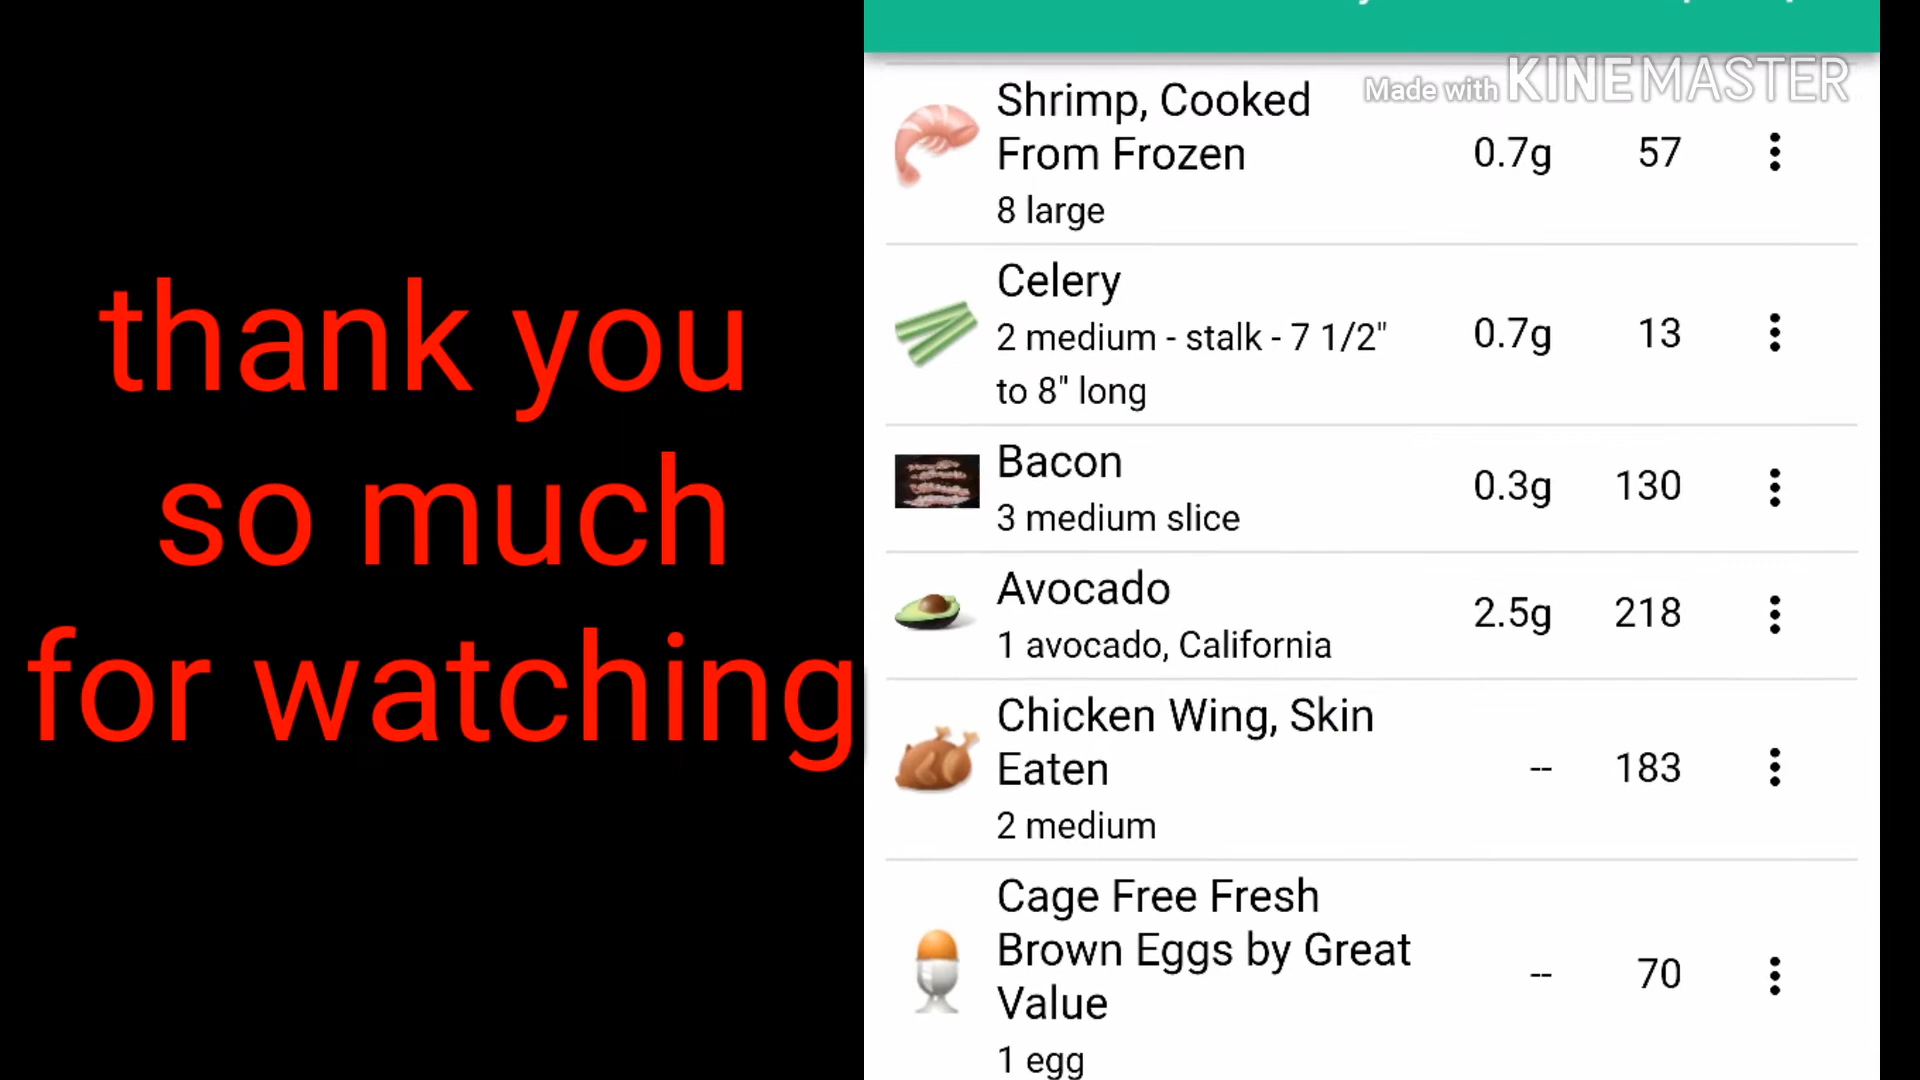 thank you
so much
for watching
Made with KINEMASTER
Shrimp, Cooked
From Frozen
8 large
0.7g 57
Celery
2 medium - stalk - 7 1/2"
to 8" long
0.7g 13
Bacon
3 medium slice
0.3g 130
Avocado
1 avocado, California
2.5g 218
Chicken Wing, Skin
Eaten
2 medium
-- 183
Cage Free Fresh
Brown Eggs by Great
Value
1 egg
-- 70